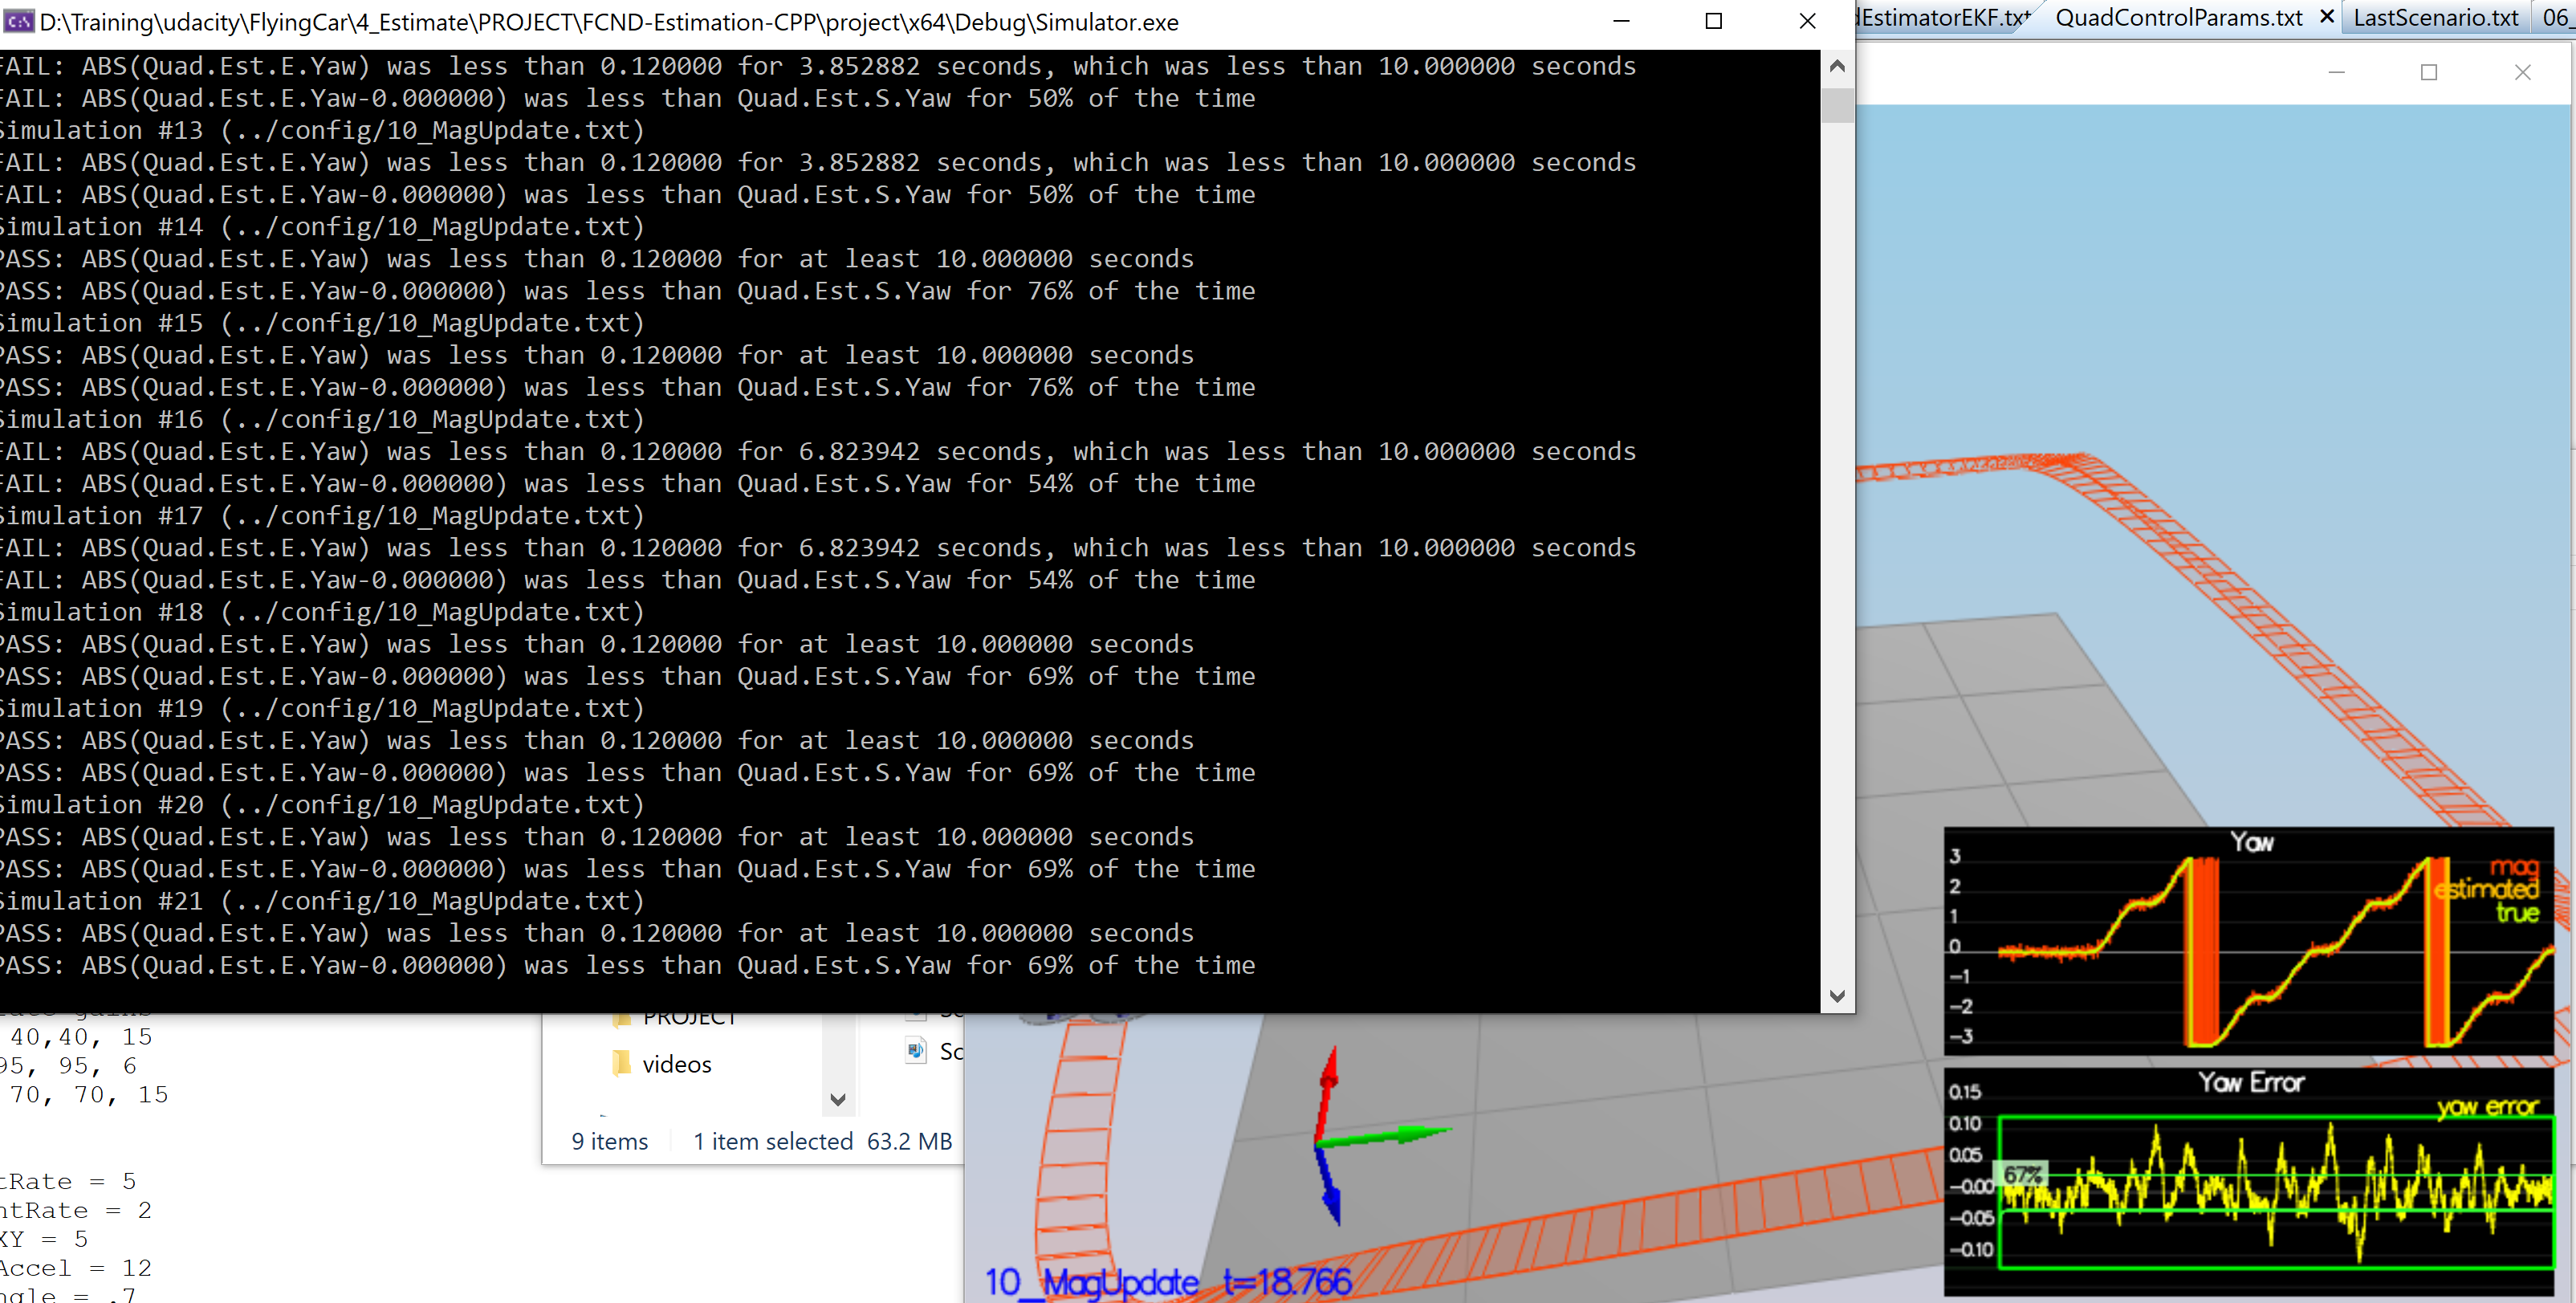 D:\Training\udacity\FlyingCar\4_Estimate\PROJECT\FCND-Estimation-CPP\project\x64\Debug\Simulator.exe
dEstimatorEKF.txt QuadControlParams.txt LastScenario.txt 06_
FAIL: ABS(Quad.Est.E.Yaw) was less than 0.120000 for 3.852882 seconds, which was less than 10.000000 seconds
FAIL: ABS(Quad.Est.E.Yaw-0.000000) was less than Quad.Est.S.Yaw for 50% of the time
Simulation #13 (../config/10_MagUpdate.txt)
FAIL: ABS(Quad.Est.E.Yaw) was less than 0.120000 for 3.852882 seconds, which was less than 10.000000 seconds
FAIL: ABS(Quad.Est.E.Yaw-0.000000) was less than Quad.Est.S.Yaw for 50% of the time
Simulation #14 (../config/10_MagUpdate.txt)
PASS: ABS(Quad.Est.E.Yaw) was less than 0.120000 for at least 10.000000 seconds
PASS: ABS(Quad.Est.E.Yaw-0.000000) was less than Quad.Est.S.Yaw for 76% of the time
Simulation #15 (../config/10_MagUpdate.txt)
PASS: ABS(Quad.Est.E.Yaw) was less than 0.120000 for at least 10.000000 seconds
PASS: ABS(Quad.Est.E.Yaw-0.000000) was less than Quad.Est.S.Yaw for 76% of the time
Simulation #16 (../config/10_MagUpdate.txt)
FAIL: ABS(Quad.Est.E.Yaw) was less than 0.120000 for 6.823942 seconds, which was less than 10.000000 seconds
FAIL: ABS(Quad.Est.E.Yaw-0.000000) was less than Quad.Est.S.Yaw for 54% of the time
Simulation #17 (../config/10_MagUpdate.txt)
FAIL: ABS(Quad.Est.E.Yaw) was less than 0.120000 for 6.823942 seconds, which was less than 10.000000 seconds
FAIL: ABS(Quad.Est.E.Yaw-0.000000) was less than Quad.Est.S.Yaw for 54% of the time
Simulation #18 (../config/10_MagUpdate.txt)
PASS: ABS(Quad.Est.E.Yaw) was less than 0.120000 for at least 10.000000 seconds
PASS: ABS(Quad.Est.E.Yaw-0.000000) was less than Quad.Est.S.Yaw for 69% of the time
Simulation #19 (../config/10_MagUpdate.txt)
PASS: ABS(Quad.Est.E.Yaw) was less than 0.120000 for at least 10.000000 seconds
PASS: ABS(Quad.Est.E.Yaw-0.000000) was less than Quad.Est.S.Yaw for 69% of the time
Simulation #20 (../config/10_MagUpdate.txt)
PASS: ABS(Quad.Est.E.Yaw) was less than 0.120000 for at least 10.000000 seconds
PASS: ABS(Quad.Est.E.Yaw-0.000000) was less than Quad.Est.S.Yaw for 69% of the time
Simulation #21 (../config/10_MagUpdate.txt)
PASS: ABS(Quad.Est.E.Yaw) was less than 0.120000 for at least 10.000000 seconds
PASS: ABS(Quad.Est.E.Yaw-0.000000) was less than Quad.Est.S.Yaw for 69% of the time
40,40, 15
95, 95, 6
70, 70, 15
tRate = 5
ntRate = 2
XY = 5
Accel = 12
ngle = .7
PROJECT
videos
Sc
9 items 1 item selected 63.2 MB
Yaw
3
2
1
0
-1
-2
-3
mag
estimated
true
Yaw Error
yaw error
0.15
0.10
0.05
-0.00
-0.05
-0.10
67%
10_MagUpdate t=18.766